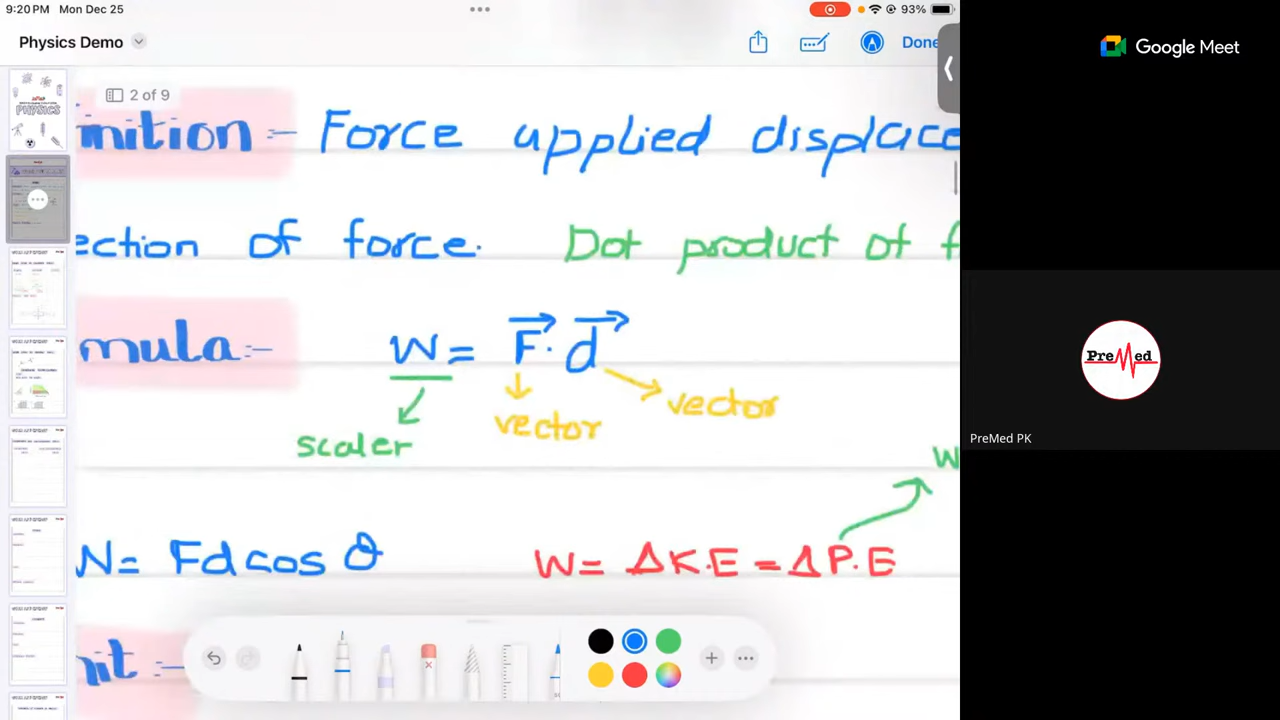 9:20 PM Mon Dec 25
93%
Physics Demo
Done
Google Meet
2 of 9
PHYSICS
inition :- Force applied displace
ection of force. Dot product of f
mula:-
W = F . d
vector
vector
scaler
W
W= Fd cos θ
W= ΔK.E = ΔP.E
nit :-
PreMed
PreMed PK